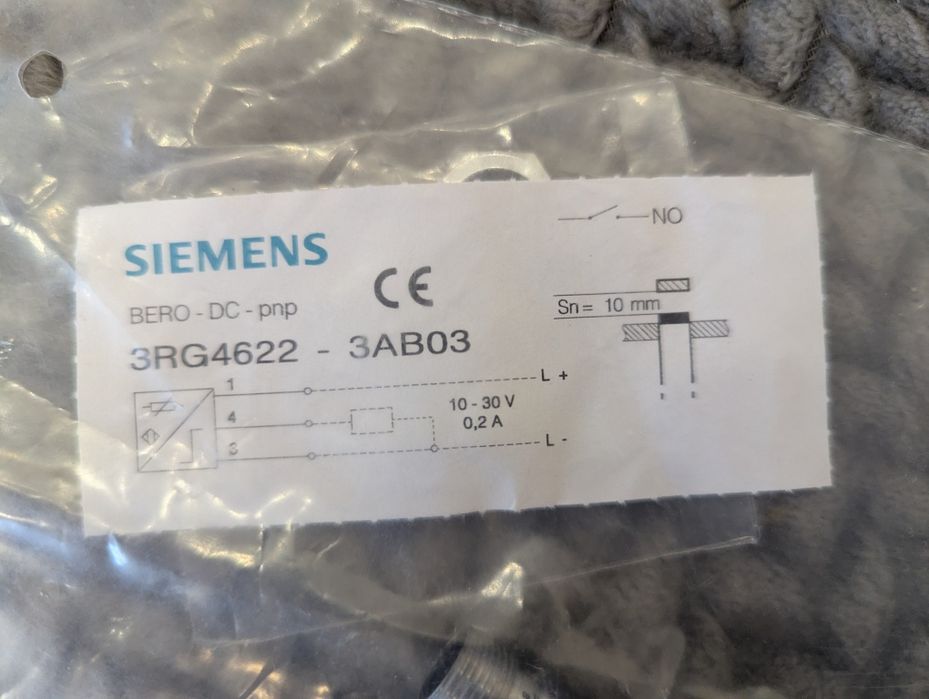 SIEMENS
CE
BERO - DC - pnp
3RG4622 - 3AB03
NO
Sn = 10 mm
1
L +
4
10 - 30 V
0,2 A
3
L -